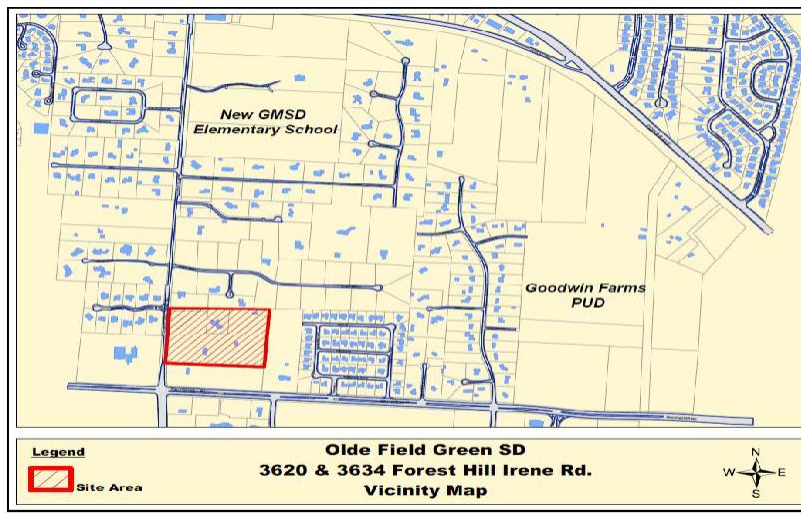 New GMSD
Elementary School
Goodwin Farms
PUD
Legend
Site Area
Olde Field Green SD
3620 & 3634 Forest Hill Irene Rd.
Vicinity Map
N
W
E
S